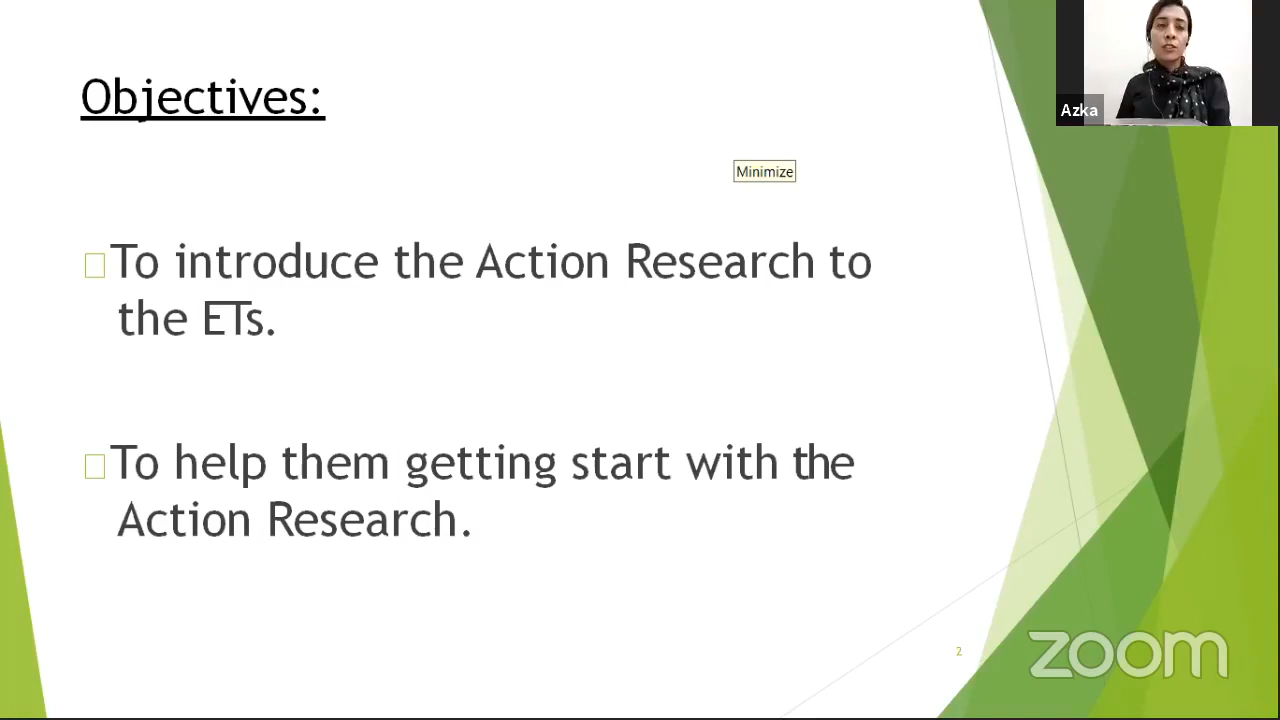 Objectives:
Azka
Minimize
To introduce the Action Research to
the ETs.
To help them getting start with the
Action Research.
2
zoom